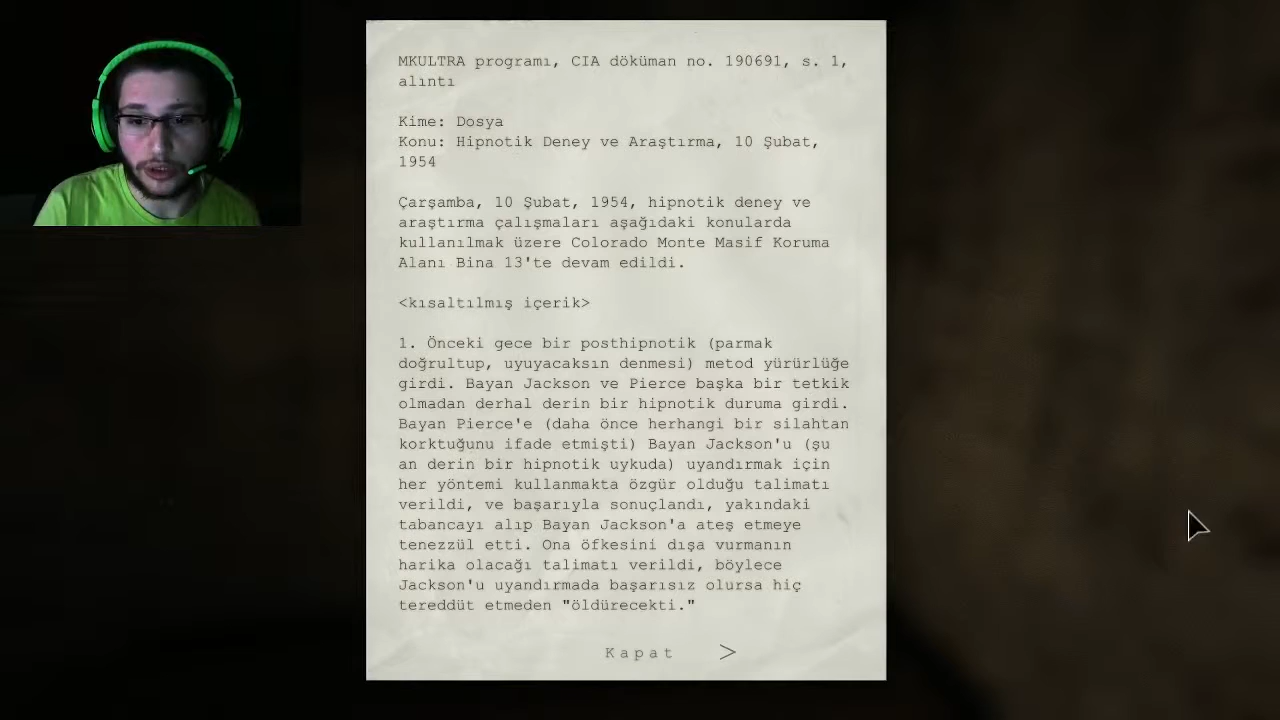 MKULTRA programı, CIA döküman no. 190691, s. 1,
alıntı
Kime: Dosya
Konu: Hipnotik Deney ve Araştırma, 10 Şubat,
1954
Çarşamba, 10 Şubat, 1954, hipnotik deney ve
araştırma çalışmaları aşağıdaki konularda
kullanılmak üzere Colorado Monte Masif Koruma
Alanı Bina 13'te devam edildi.
<kısaltılmış içerik>
1. Önceki gece bir posthipnotik (parmak
doğrultup, uyuyacaksın denmesi) metod yürürlüğe
girdi. Bayan Jackson ve Pierce başka bir tetkik
olmadan derhal derin bir hipnotik duruma girdi.
Bayan Pierce'e (daha önce herhangi bir silahtan
korktuğunu ifade etmişti) Bayan Jackson'u (şu
an derin bir hipnotik uykuda) uyandırmak için
her yöntemi kullanmakta özgür olduğu talimatı
verildi, ve başarıyla sonuçlandı, yakındaki
tabancayı alıp Bayan Jackson'a ateş etmeye
tenezzül etti. Ona öfkesini dışa vurmanın
harika olacağı talimatı verildi, böylece
Jackson'u uyandırmada başarısız olursa hiç
tereddüt etmeden "öldürecekti."
Kapat >